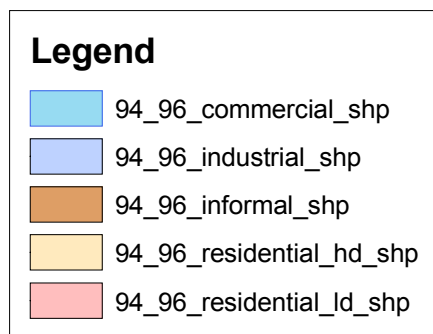 Legend
94_96_commercial_shp
94_96_industrial_shp
94_96_informal_shp
94_96_residential_hd_shp
94_96_residential_ld_shp